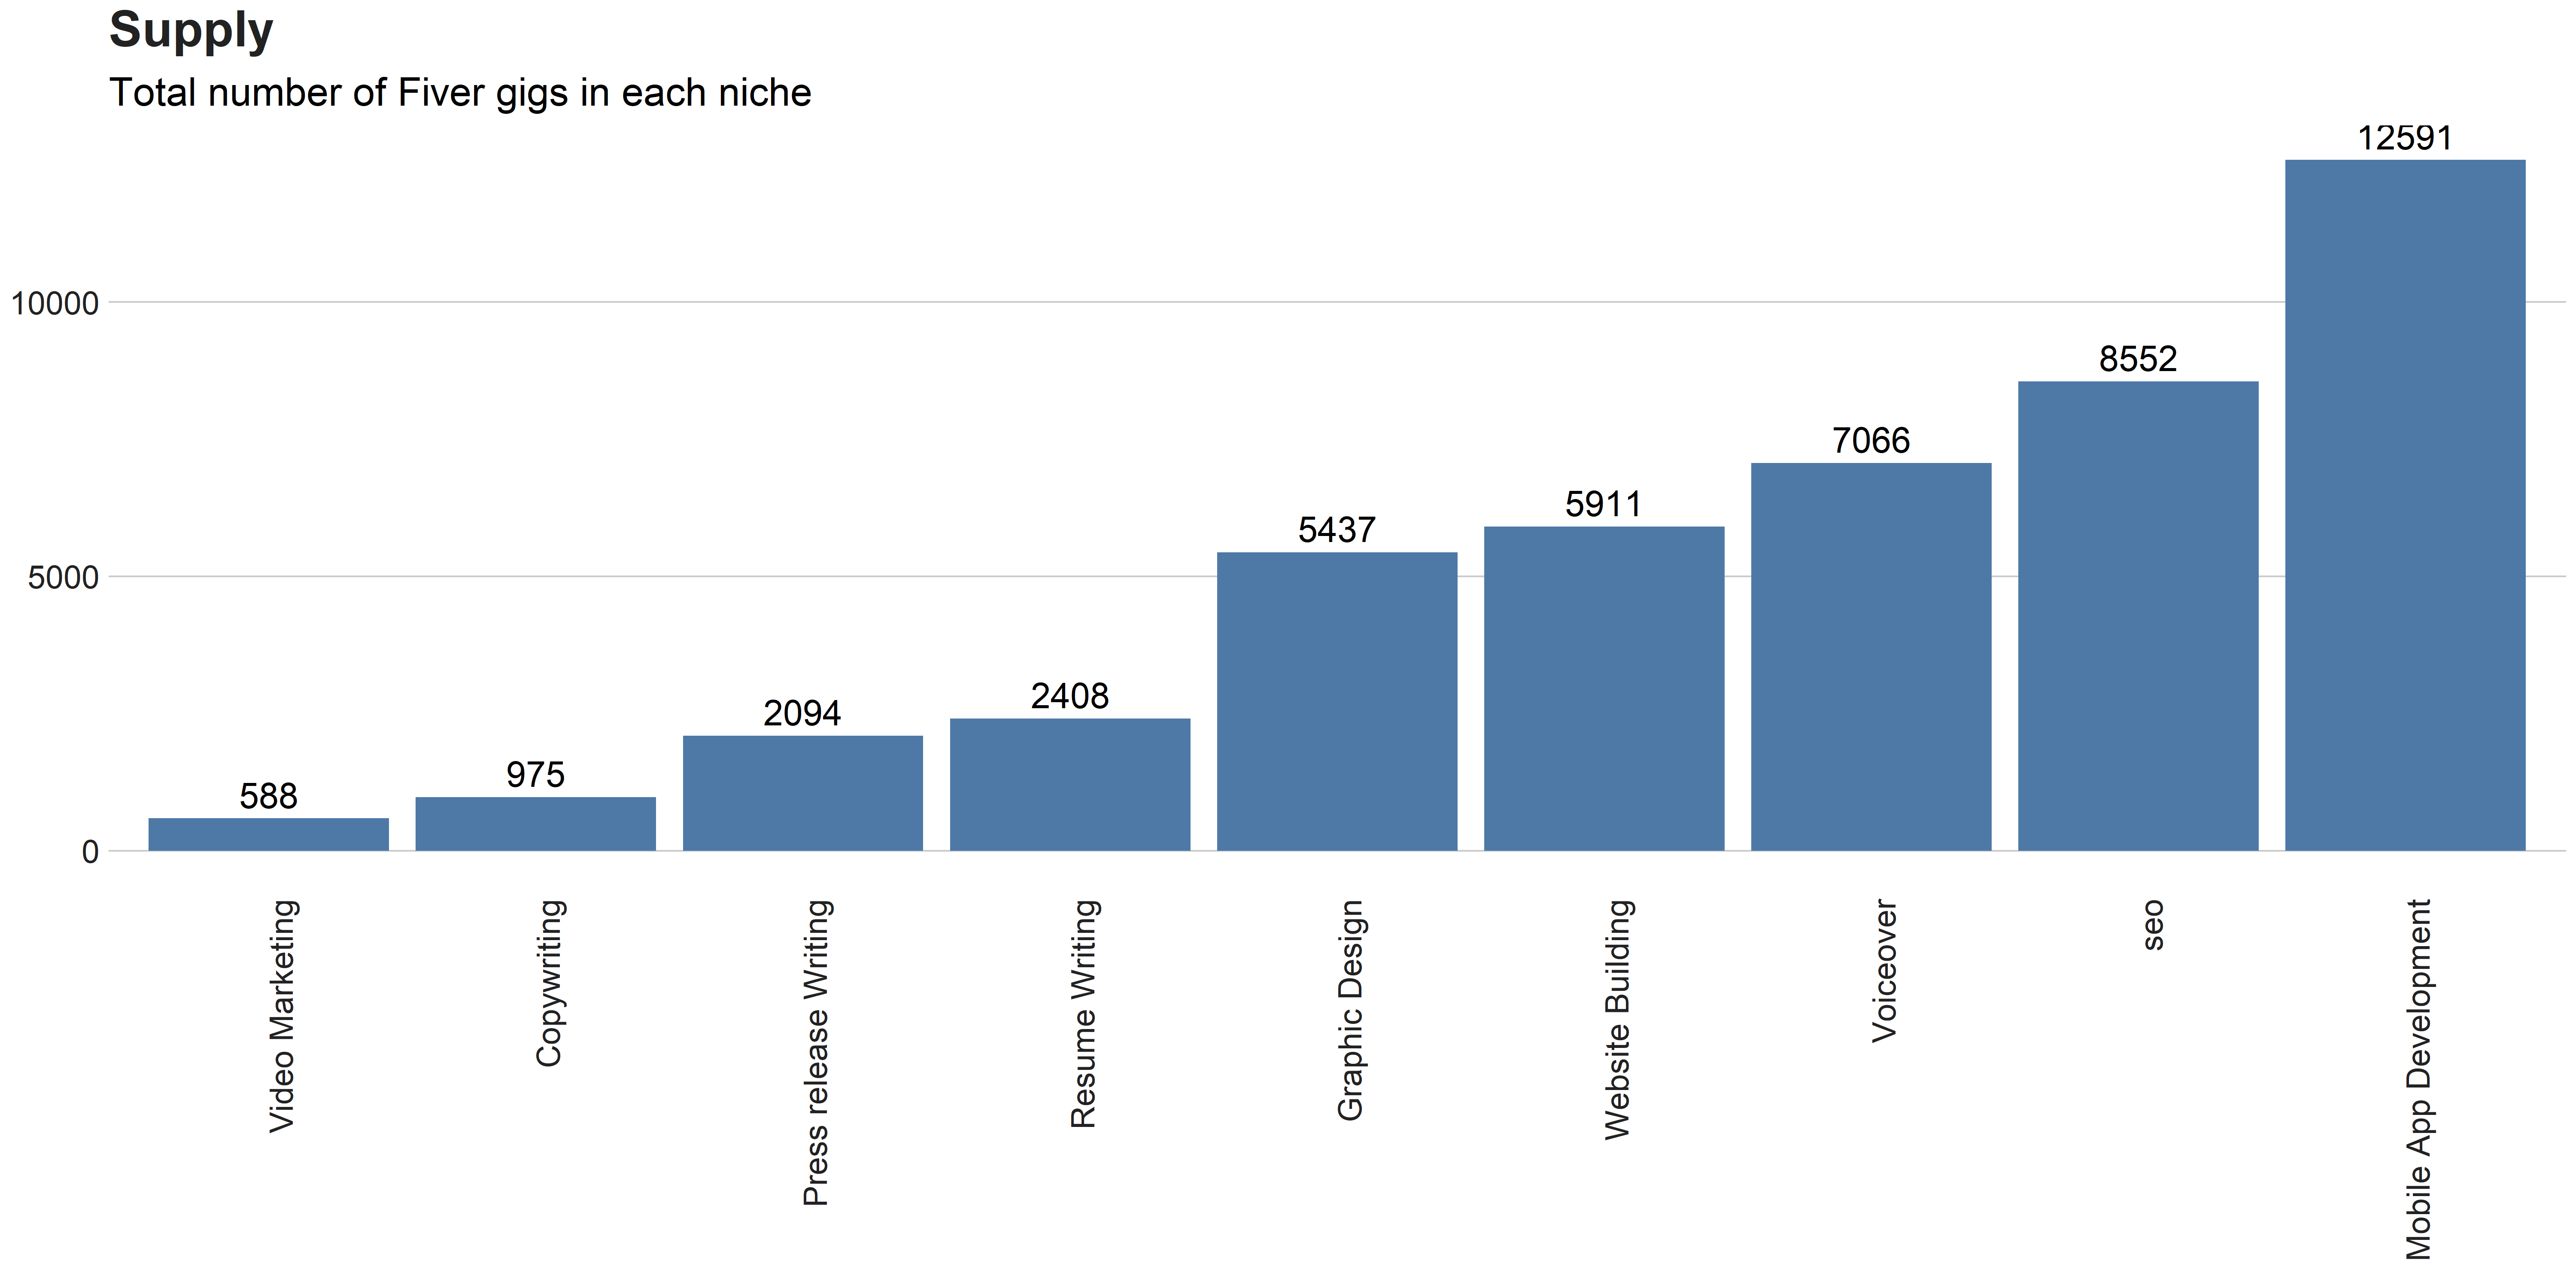 Supply
Total number of Fiver gigs in each niche
12591
10000
8552
7066
5911
5437
5000
2408
2094
975
588
0
Video Marketing
Copywriting
Press release Writing
Resume Writing
Graphic Design
Website Building
Voiceover
seo
Mobile App Development